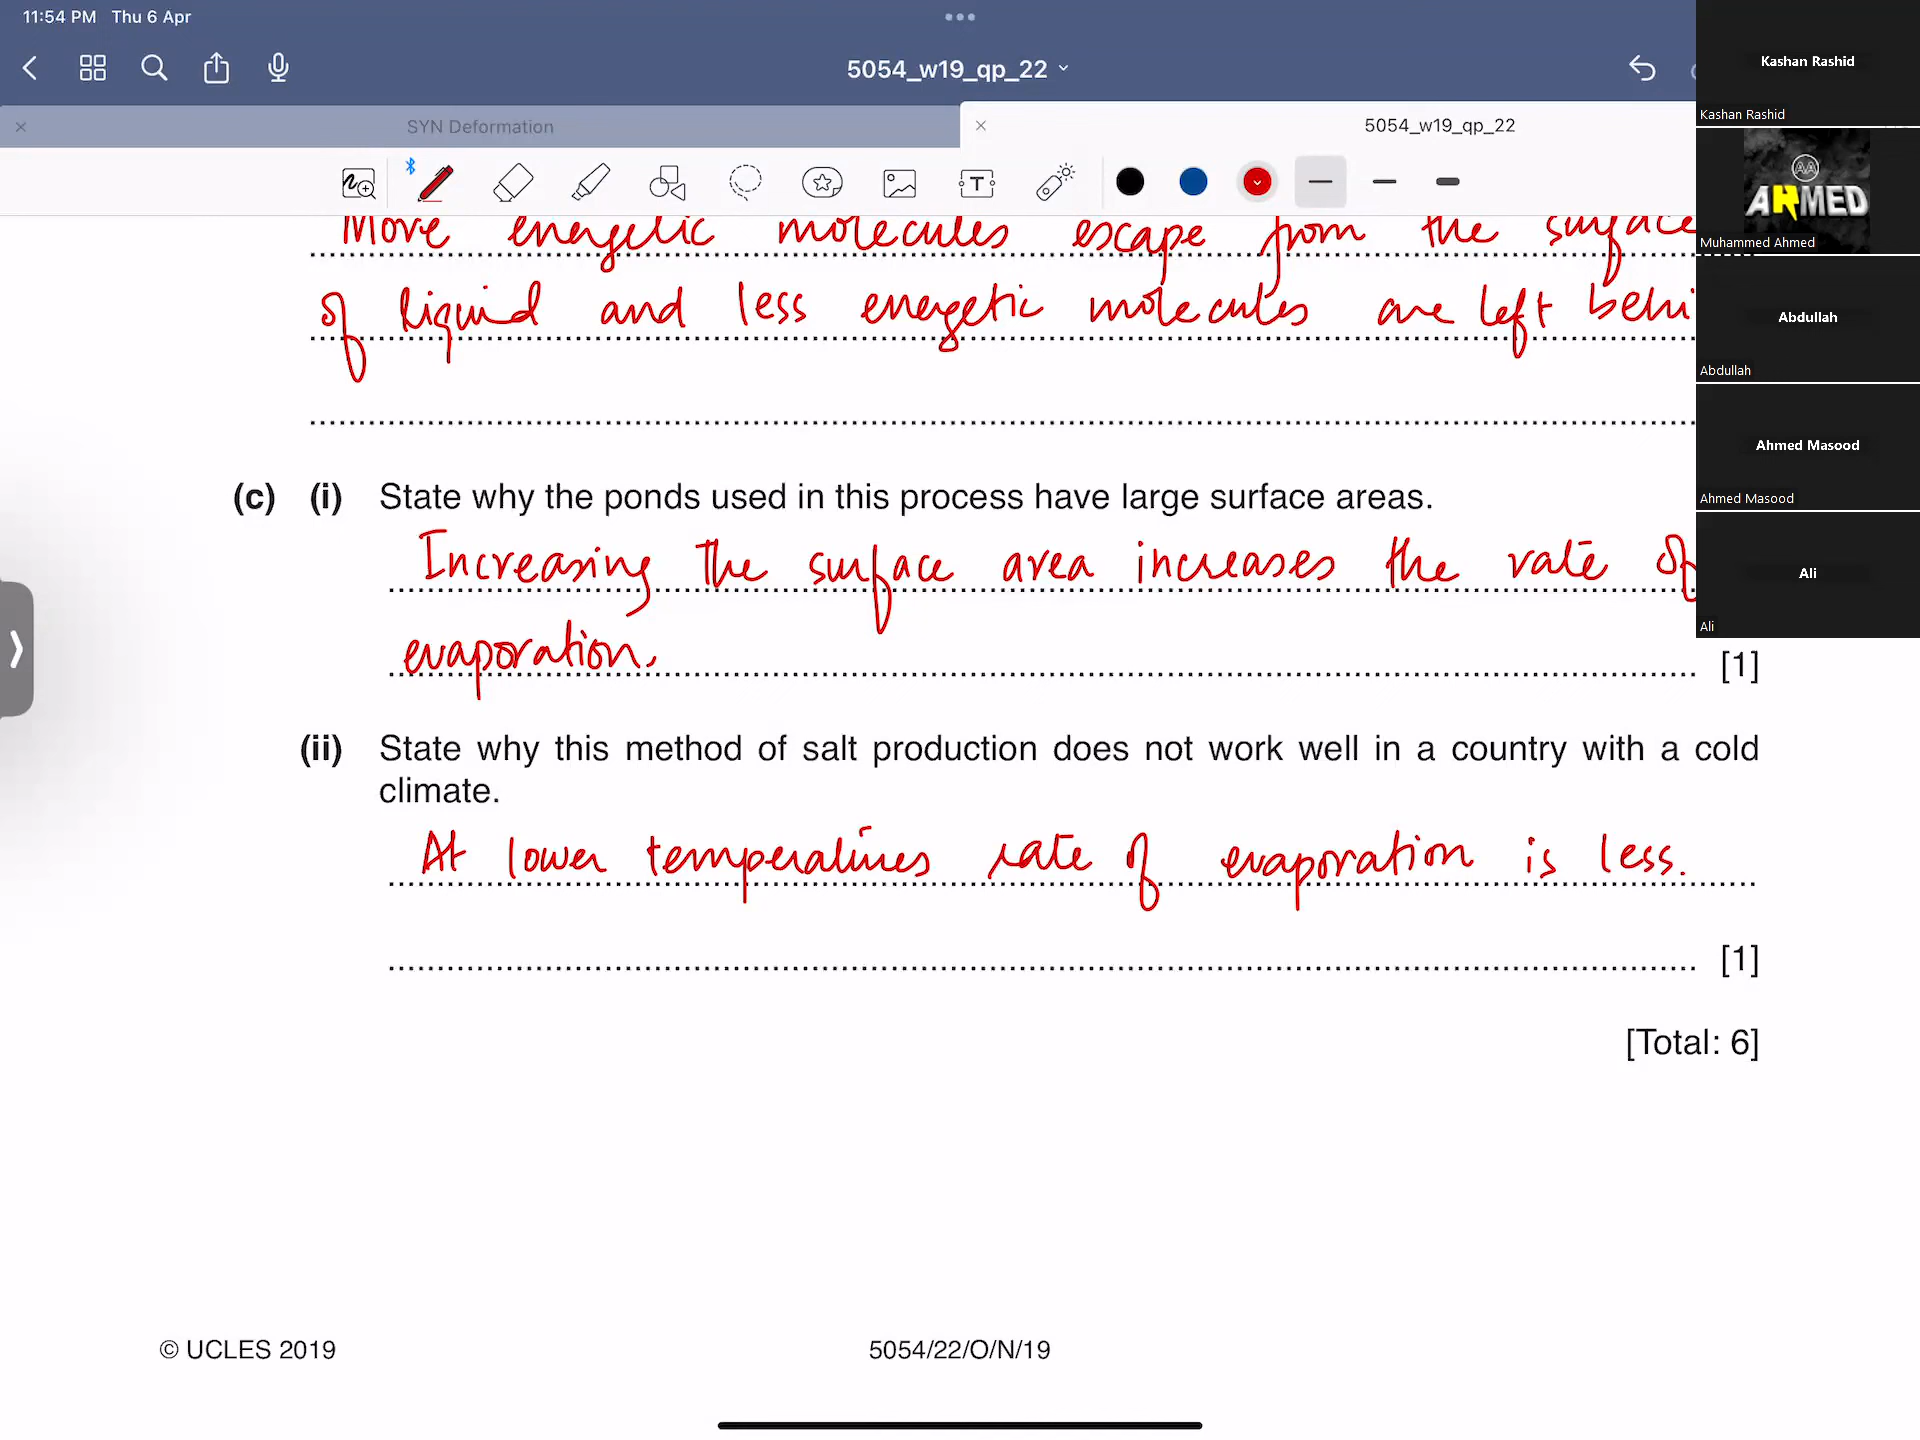 11:54 PM Thu 6 Apr
5054_w19_qp_22
SYN Deformation
5054_w19_qp_22
More energetic molecules escape from the surface
of liquid and less energetic molecules are left behi
(c) (i) State why the ponds used in this process have large surface areas.
Increasing the surface area increases the rate of
evaporation.
[1]
(ii) State why this method of salt production does not work well in a country with a cold
climate.
At lower temperatures rate of evaporation is less.
[1]
[Total: 6]
© UCLES 2019
5054/22/O/N/19
Kashan Rashid
Kashan Rashid
AA
AHMED
Muhammed Ahmed
Abdullah
Abdullah
Ahmed Masood
Ahmed Masood
Ali
Ali